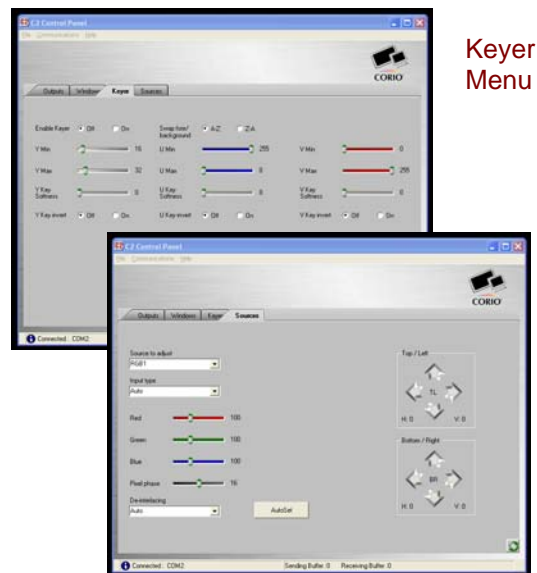 C2 Control Panel
File Communications Help
CORIO
Keyer
Menu
Outputs Windows Keyer Sources
Enable Keyer Off On Swap fore/ background A-Z Z-A
Y Min 16 U Min 255 V Min 0
Y Max 32 U Max 0 V Max 255
Y Key Softness 0 U Key Softness 0 V Key Softness 0
Y Key invert Off On U Key invert Off On V Key invert Off On
Connected: COM2
C2 Control Panel
File Communications Help
CORIO
Outputs Windows Keyer Sources
Source to adjust
RGB1
Input type
Auto
Red 100
Green 100
Blue 100
Pixel phase 16
De-interlacing
Auto
AutoSet
Top / Left
TL
H: 0 V: 0
Bottom / Right
BR
H: 0 V: 0
Connected: COM2 Sending Buffer: 0 Receiving Buffer: 0